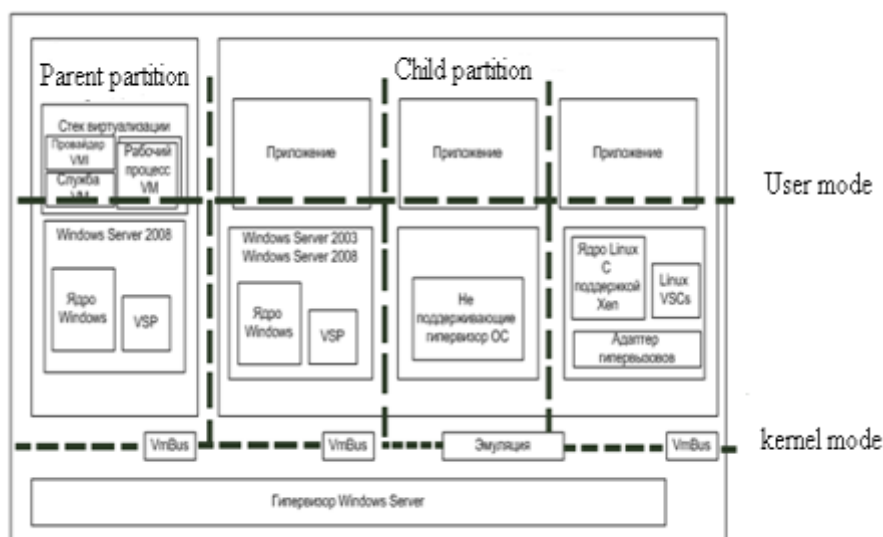 Parent partition
Child partition
Стек виртуализации
Провайдер
VMI
Служба
VM
Рабочий
процесс
VM
Приложение
Приложение
Приложение
User mode
Windows Server 2008
Ядро
Windows
VSP
Windows Server 2003
Windows Server 2008
Ядро
Windows
VSP
Не
поддерживающие
гипервизор ОС
Ядро Linux
С
поддержкой
Xen
Linux
VSCs
Адаптер
гипервызовов
VmBus
VmBus
Эмуляция
VmBus
kernel mode
Гипервизор Windows Server